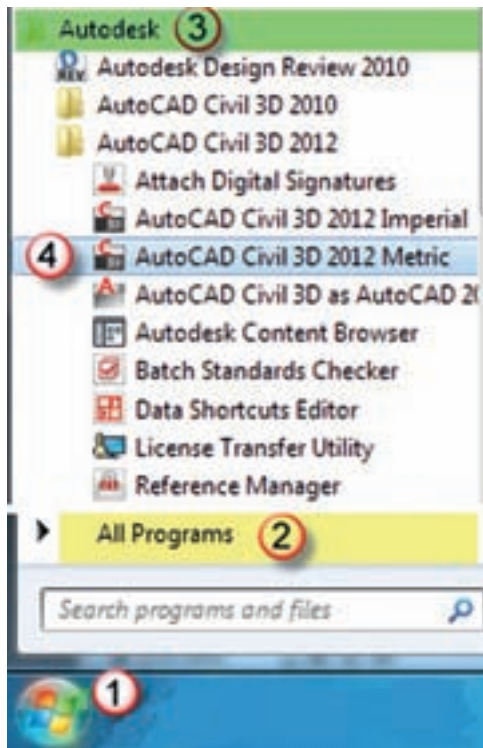 Autodesk 3
Autodesk Design Review 2010
AutoCAD Civil 3D 2010
AutoCAD Civil 3D 2012
Attach Digital Signatures
AutoCAD Civil 3D 2012 Imperial
4 AutoCAD Civil 3D 2012 Metric
AutoCAD Civil 3D as AutoCAD 20
Autodesk Content Browser
Batch Standards Checker
Data Shortcuts Editor
License Transfer Utility
Reference Manager
All Programs 2
Search programs and files
1